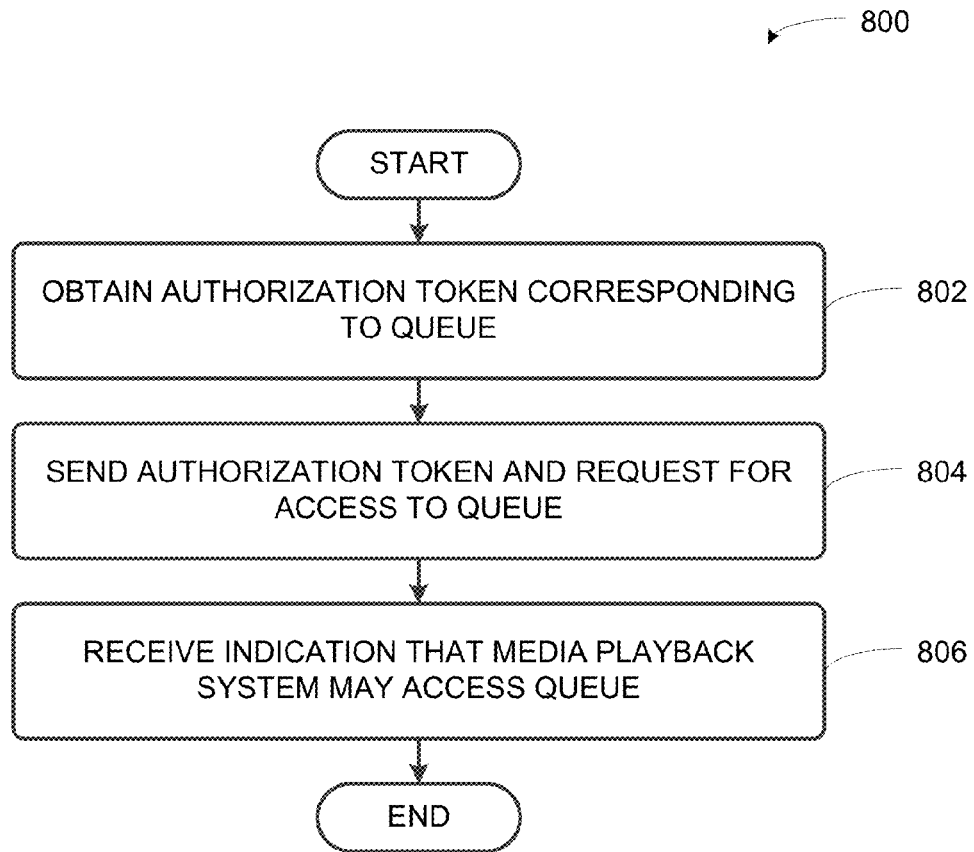 800
START
OBTAIN AUTHORIZATION TOKEN CORRESPONDING
TO QUEUE
802
SEND AUTHORIZATION TOKEN AND REQUEST FOR
ACCESS TO QUEUE
804
RECEIVE INDICATION THAT MEDIA PLAYBACK
SYSTEM MAY ACCESS QUEUE
806
END